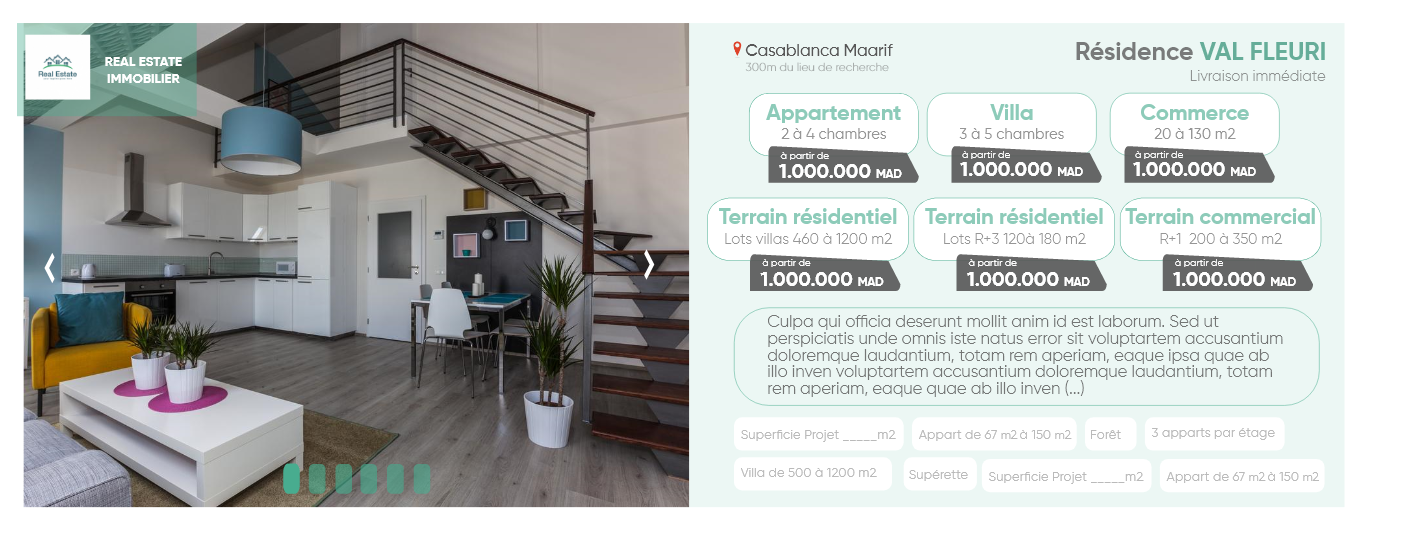 Real Estate
REAL ESTATE
IMMOBILIER
Casablanca Maarif
300m du lieu de recherche
Résidence VAL FLEURI
Livraison immédiate
Appartement
2 à 4 chambres
à partir de
1.000.000 MAD
Villa
3 à 5 chambres
à partir de
1.000.000 MAD
Commerce
20 à 130 m2
à partir de
1.000.000 MAD
Terrain résidentiel
Lots villas 460 à 1200 m2
à partir de
1.000.000 MAD
Terrain résidentiel
Lots R+3 120à 180 m2
à partir de
1.000.000 MAD
Terrain commercial
R+1 200 à 350 m2
à partir de
1.000.000 MAD
Culpa qui officia deserunt mollit anim id est laborum. Sed ut
perspiciatis unde omnis iste natus error sit voluptartem accusantium
doloremque laudantium, totam rem aperiam, eaque ipsa quae ab
illo inven voluptartem accusantium doloremque laudantium, totam
rem aperiam, eaque quae ab illo inven (...)
Superficie Projet _____m2
Appart de 67 m2 à 150 m2
Forêt
3 apparts par étage
Villa de 500 à 1200 m2
Supérette
Superficie Projet _____m2
Appart de 67 m2 à 150 m2